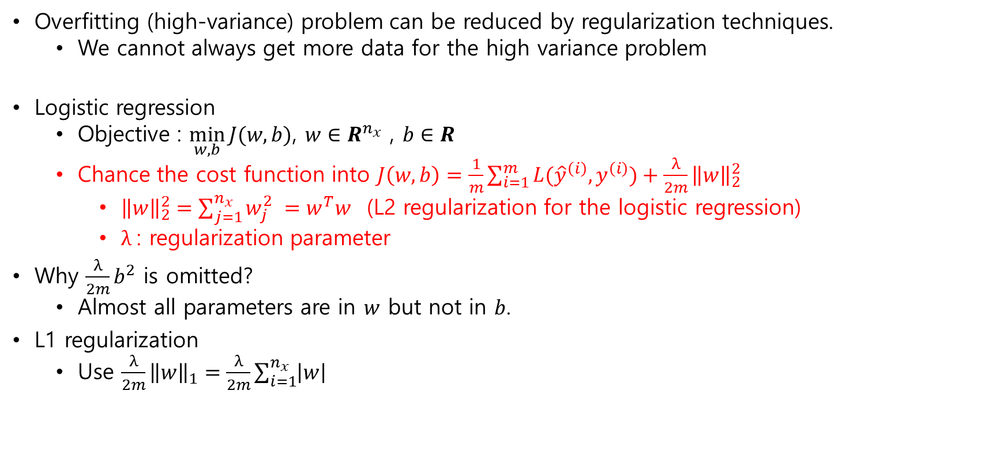 • Overfitting (high-variance) problem can be reduced by regularization techniques.
• We cannot always get more data for the high variance problem
• Logistic regression
• Objective : $\min_{w,b} J(w,b)$, $w \in \boldsymbol{R}^{n_x}$ , $b \in \boldsymbol{R}$
• Chance the cost function into $J(w,b) = \frac{1}{m}\sum_{i=1}^{m} L(\hat{y}^{(i)}, y^{(i)}) + \frac{\lambda}{2m}\|w\|_2^2$
• $\|w\|_2^2 = \sum_{j=1}^{n_x} w_j^2 = w^T w$ (L2 regularization for the logistic regression)
• λ : regularization parameter
• Why $\frac{\lambda}{2m}b^2$ is omitted?
• Almost all parameters are in $w$ but not in $b$.
• L1 regularization
• Use $\frac{\lambda}{2m}\|w\|_1 = \frac{\lambda}{2m}\sum_{i=1}^{n_x}|w|$